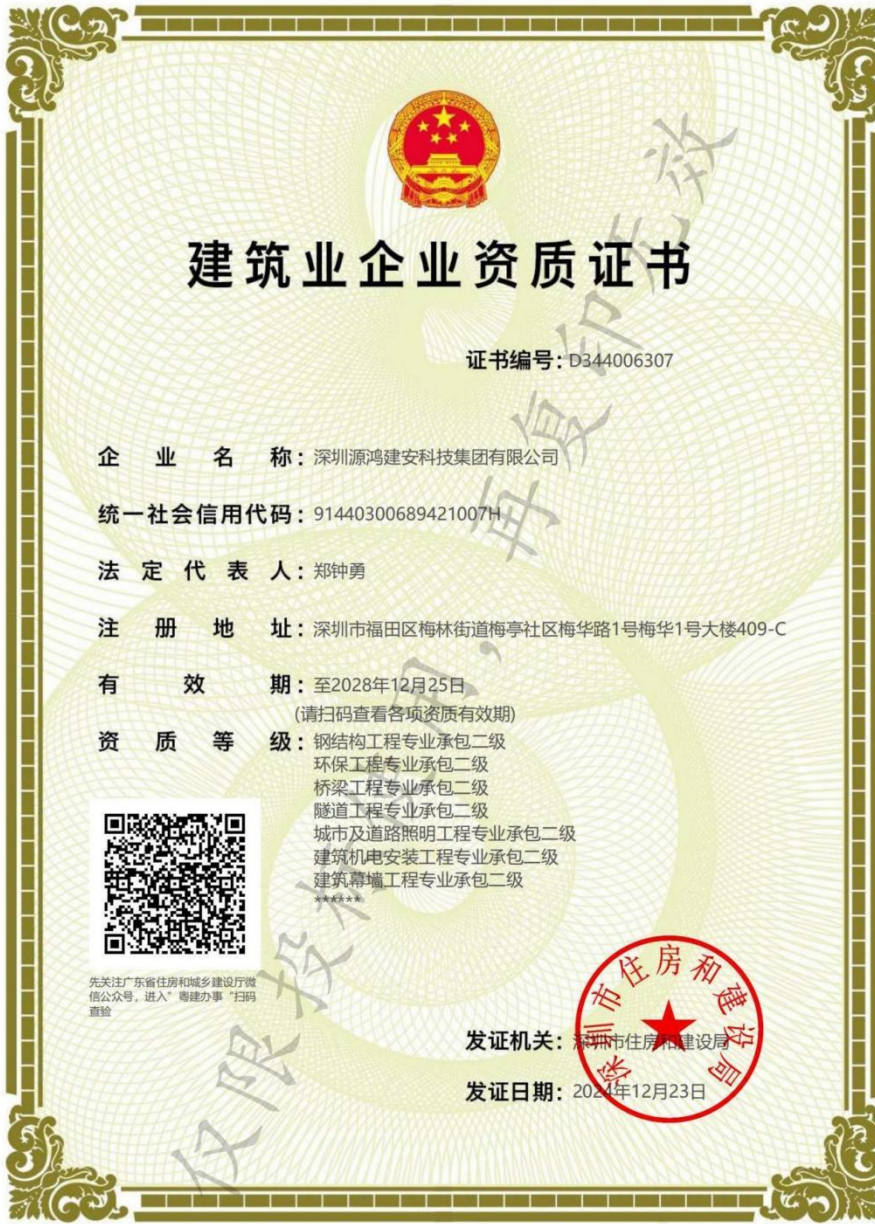 建筑业企业资质证书
证书编号：D344006307
企业名称：深圳源鸿建安科技集团有限公司
统一社会信用代码：91440300689421007H
法定代表人：郑钟勇
注册地址：深圳市福田区梅林街道梅亭社区梅华路1号梅华1号大楼409-C
有效期：至2028年12月25日
(请扫码查看各项资质有效期)
资质等级：钢结构工程专业承包二级
环保工程专业承包二级
桥梁工程专业承包二级
隧道工程专业承包二级
城市及道路照明工程专业承包二级
建筑机电安装工程专业承包二级
建筑幕墙工程专业承包二级
******
先关注广东省住房和城乡建设厅微
信公众号，进入"粤建办事"扫码
查验
发证机关：深圳市住房和建设局
发证日期：2024年12月23日
深圳市住房和建设局
仅限投标使用，再复印无效